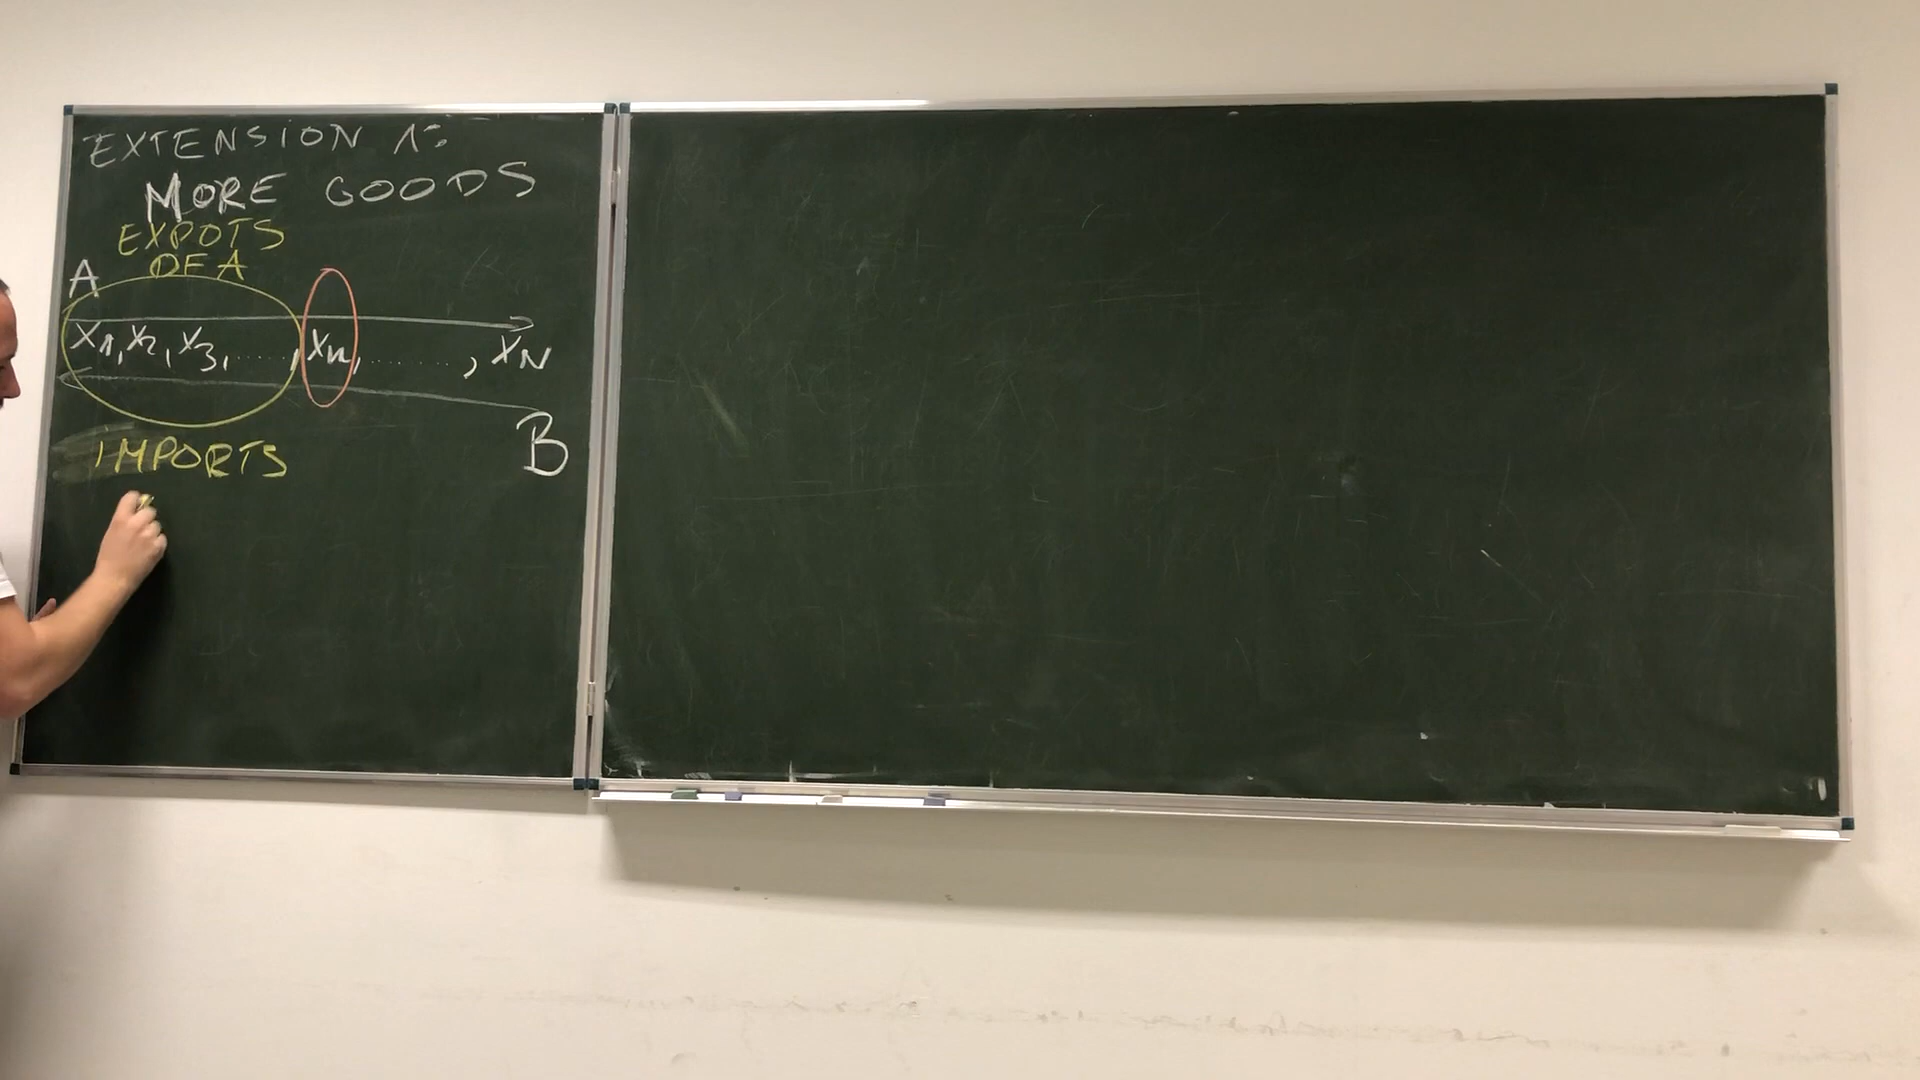 EXTENSION 1:
MORE GOODS
EXPOTS
OF A
A
X1, X2, X3, ......., Xn, ........, XN
B
IMPORTS